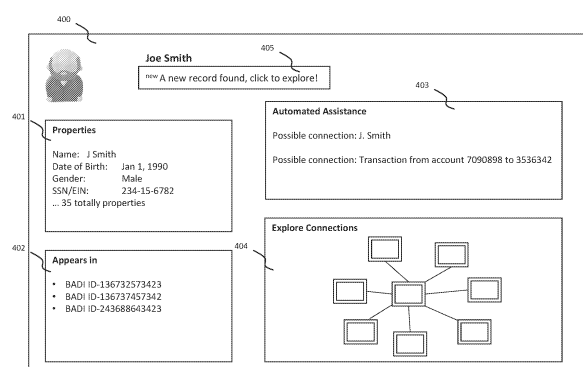 400
Joe Smith
405
new A new record found, click to explore!
401
Properties
Name: J Smith
Date of Birth: Jan 1, 1990
Gender: Male
SSN/EIN: 234-15-6782
... 35 totally properties
403
Automated Assistance
Possible connection: J. Smith
Possible connection: Transaction from account 7090898 to 3536342
402
Appears in
• BADI ID-136732573423
• BADI ID-136737457342
• BADI ID-243688643423
404
Explore Connections